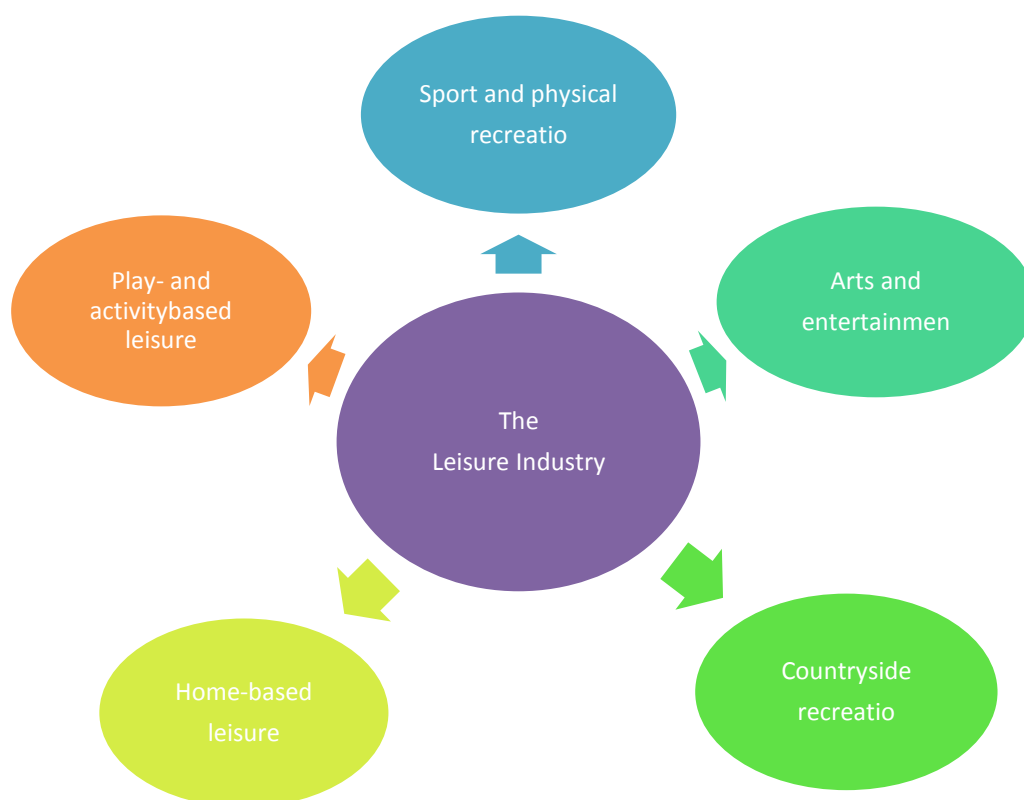 Sport and physical
recreatio
Play- and
activitybased
leisure
Arts and
entertainmen
The
Leisure Industry
Home-based
leisure
Countryside
recreatio